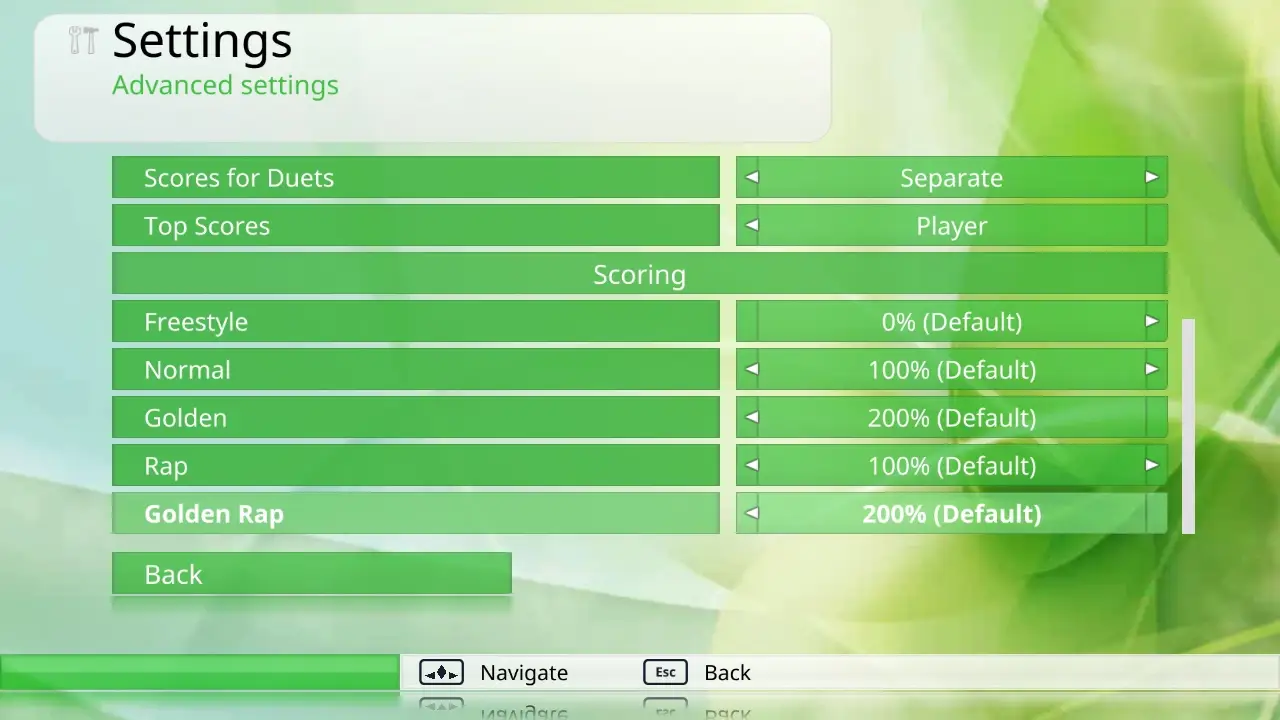 Settings
Advanced settings
Scores for Duets Separate
Top Scores Player
Scoring
Freestyle 0% (Default)
Normal 100% (Default)
Golden 200% (Default)
Rap 100% (Default)
Golden Rap 200% (Default)
Back
Navigate Esc Back